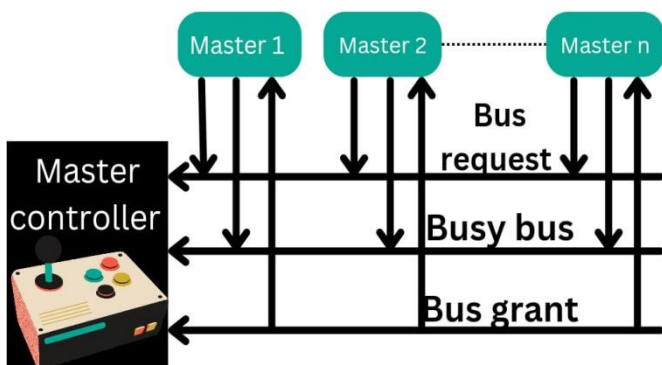 Master 1
Master 2
Master n
Bus
request
Master
controller
Busy bus
Bus grant